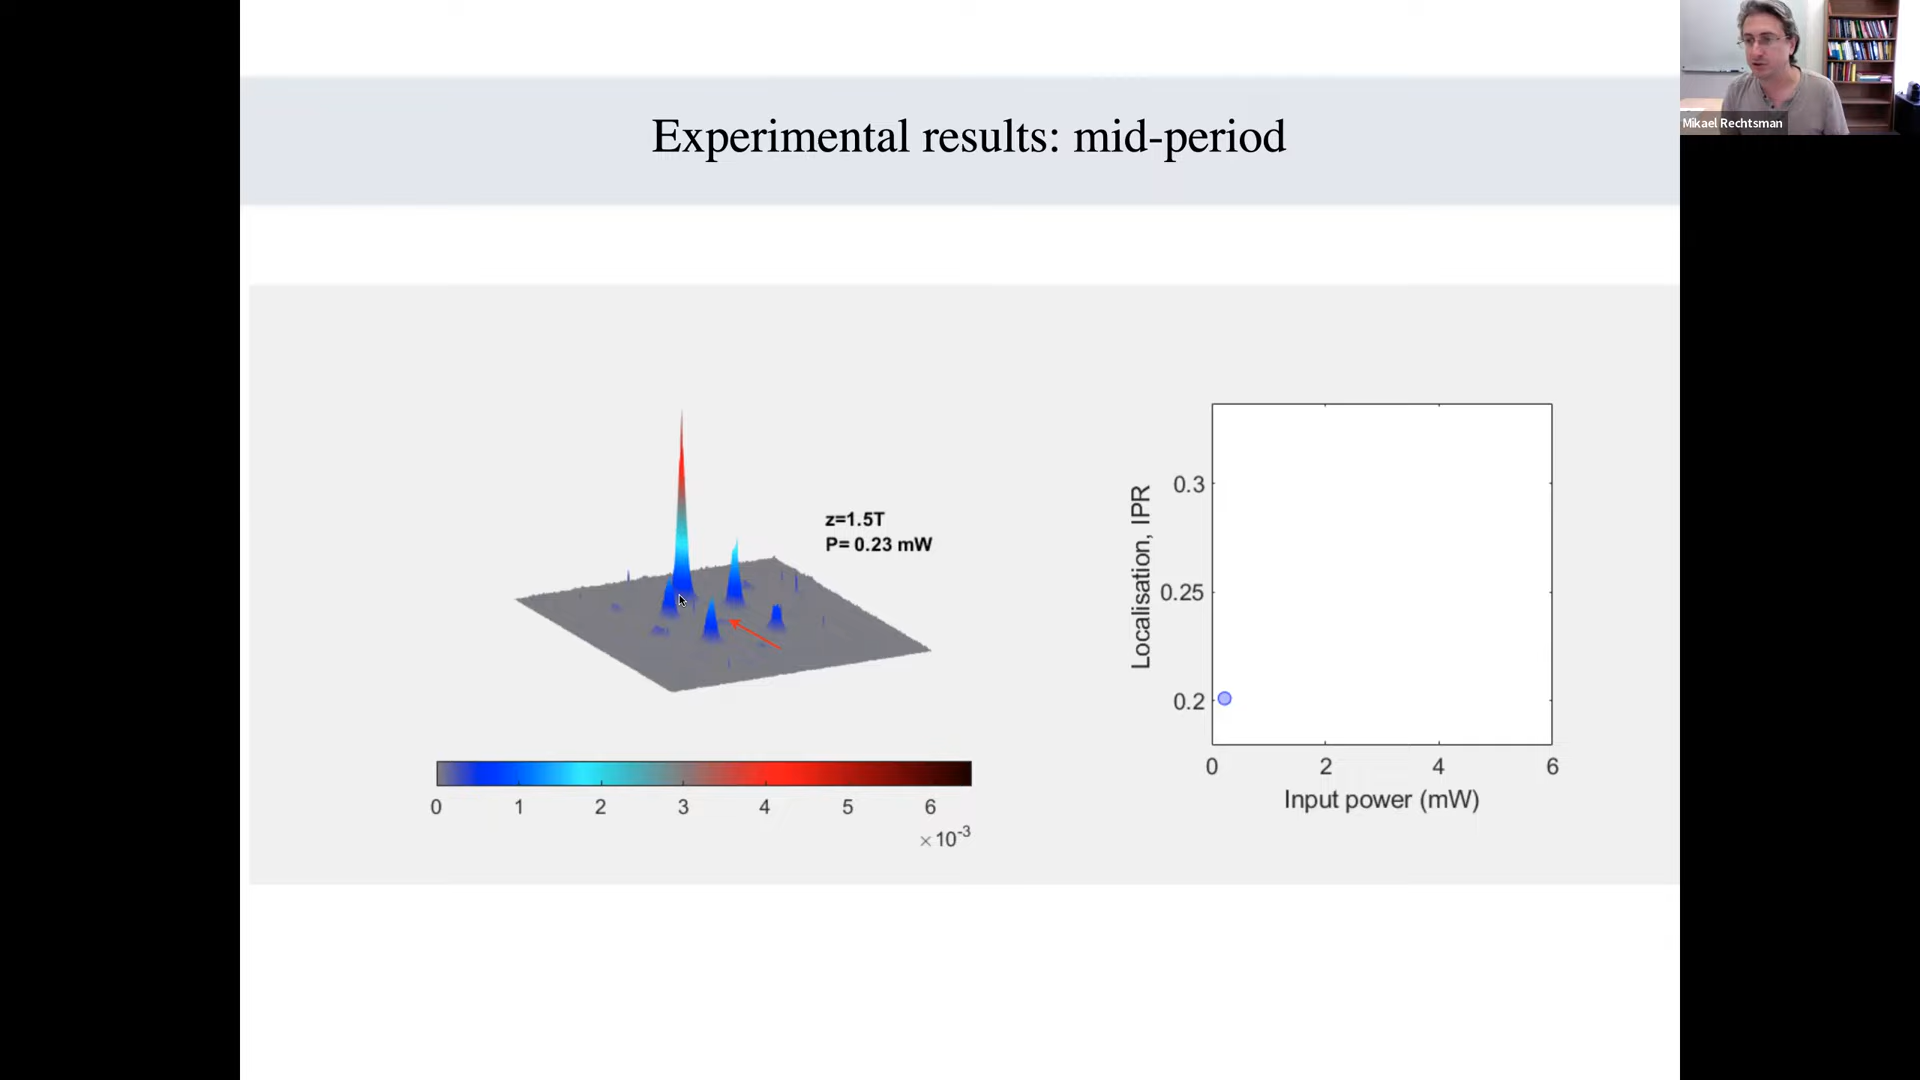 Experimental results: mid-period
Mikael Rechtsman
z=1.5T
P= 0.23 mW
0 1 2 3 4 5 6
×10-3
Localisation, IPR
0.3
0.25
0.2
0 2 4 6
Input power (mW)